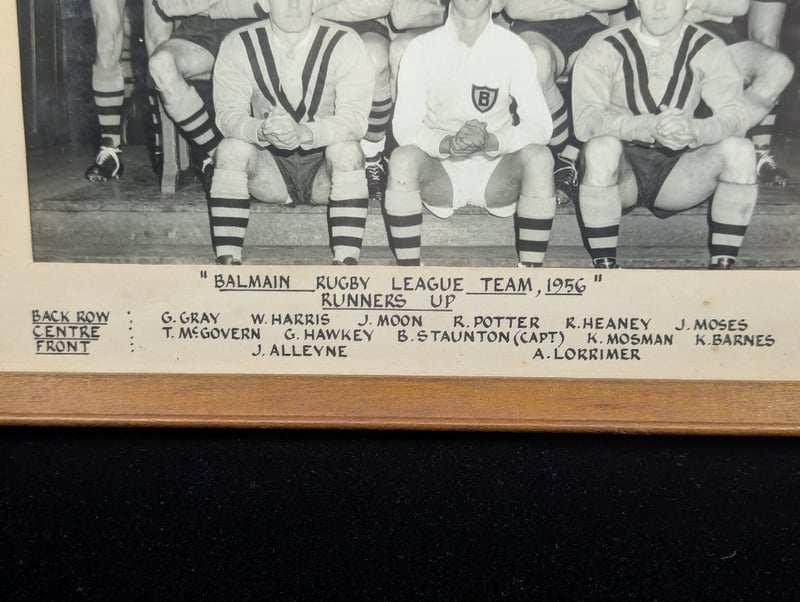 B
"BALMAIN RUGBY LEAGUE TEAM, 1956"
RUNNERS UP
BACK ROW : G. GRAY W. HARRIS J. MOON R. POTTER R. HEANEY J. MOSES
CENTRE : T. McGOVERN G. HAWKEY B. STAUNTON (CAPT) K. MOSMAN K. BARNES
FRONT : J. ALLEYNE A. LORRIMER